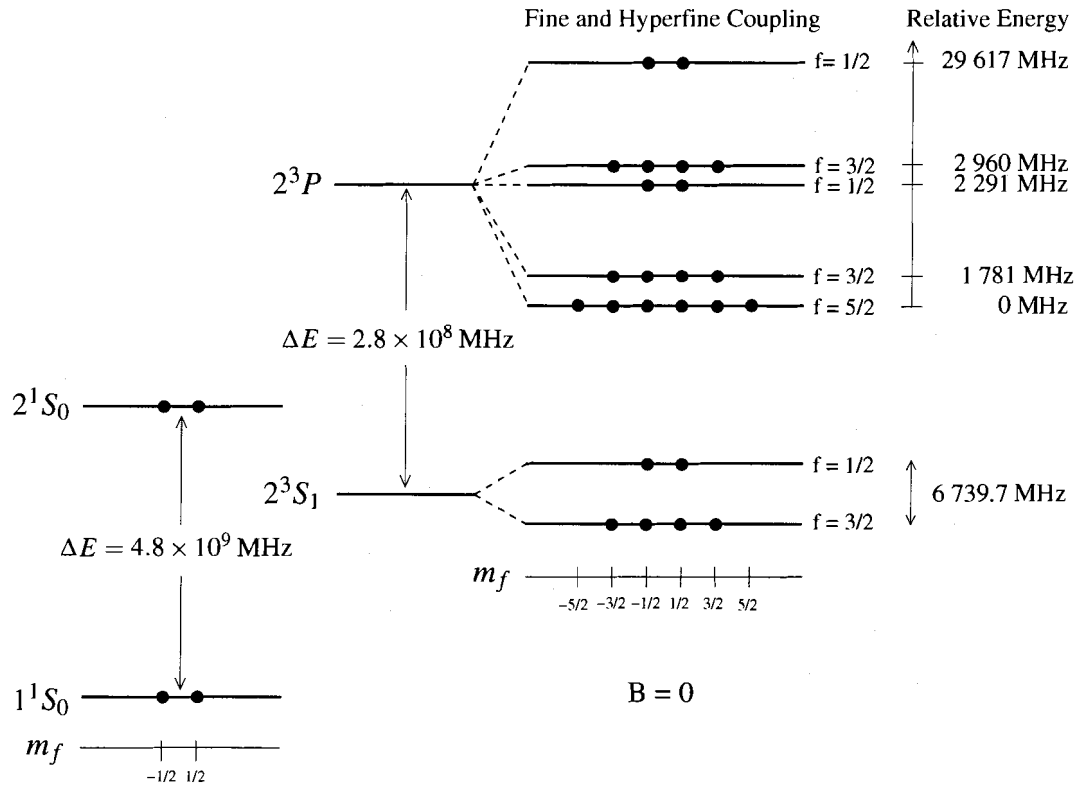 Fine and Hyperfine Coupling Relative Energy
f= 1/2 29 617 MHz
f = 3/2 2 960 MHz
2³P f = 1/2 2 291 MHz
f = 3/2 1 781 MHz
f = 5/2 0 MHz
ΔE = 2.8 × 10⁸ MHz
2¹S₀
f = 1/2
2³S₁ 6 739.7 MHz
f = 3/2
ΔE = 4.8 × 10⁹ MHz
m_f
−5/2 −3/2 −1/2 1/2 3/2 5/2
1¹S₀ B = 0
m_f
−1/2 1/2